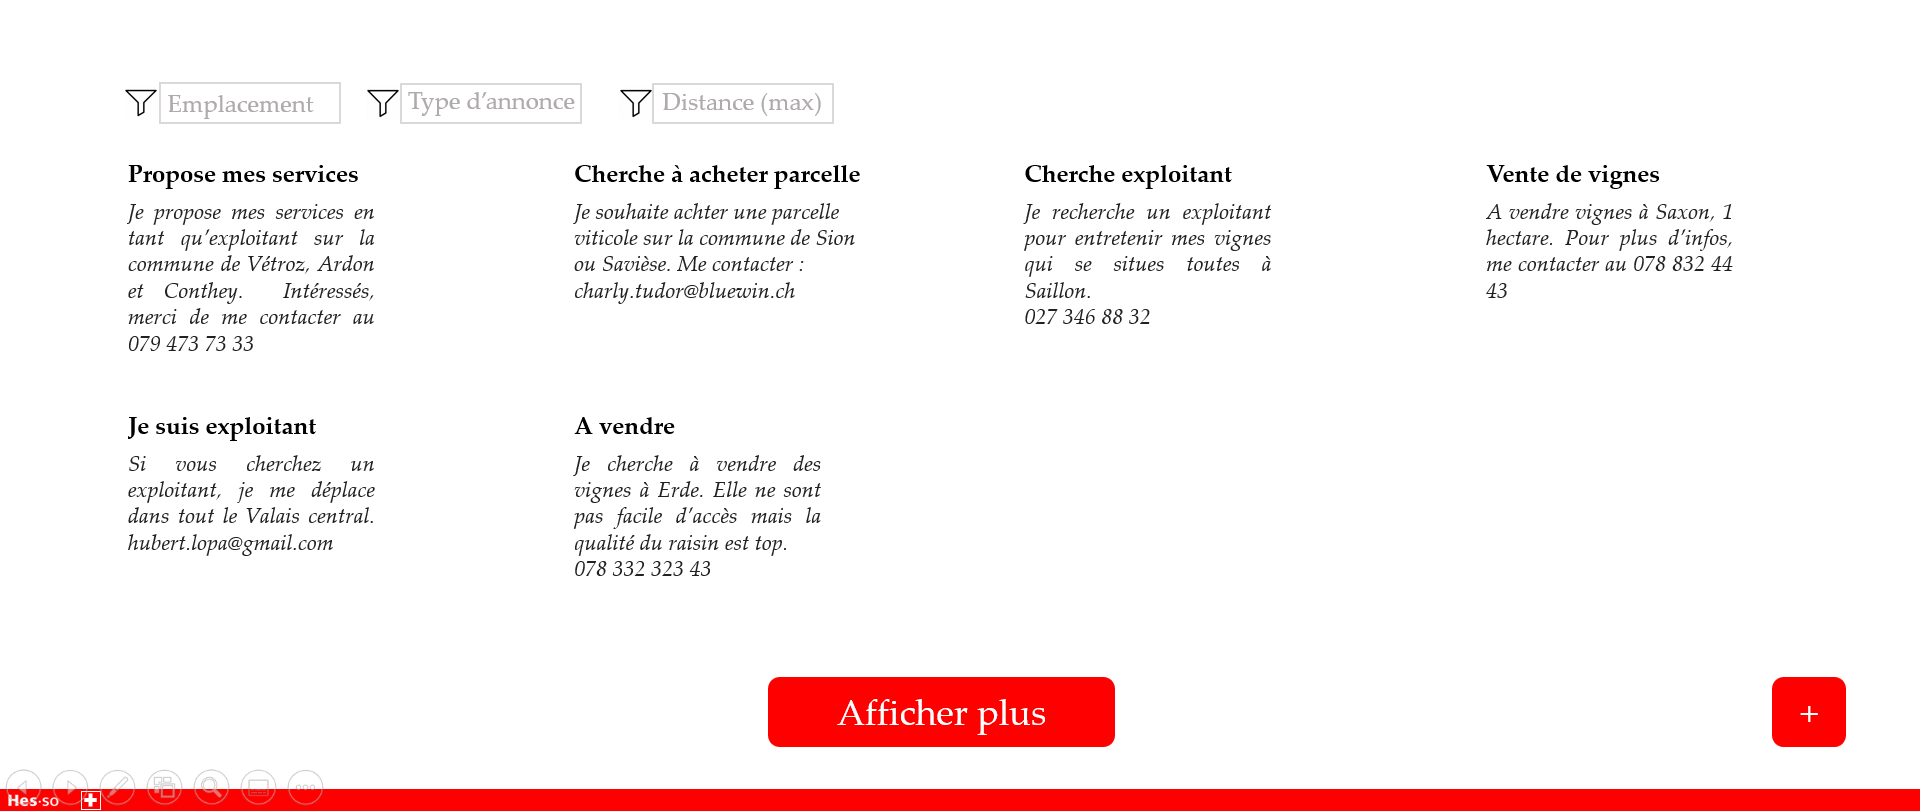 Emplacement
Type d’annonce
Distance (max)
Propose mes services
Je propose mes services en
tant qu’exploitant sur la
commune de Vétroz, Ardon
et Conthey. Intéressés,
merci de me contacter au
079 473 73 33
Cherche à acheter parcelle
Je souhaite achter une parcelle
viticole sur la commune de Sion
ou Savièse. Me contacter :
charly.tudor@bluewin.ch
Cherche exploitant
Je recherche un exploitant
pour entretenir mes vignes
qui se situes toutes à
Saillon.
027 346 88 32
Vente de vignes
A vendre vignes à Saxon, 1
hectare. Pour plus d’infos,
me contacter au 078 832 44
43
Je suis exploitant
Si vous cherchez un
exploitant, je me déplace
dans tout le Valais central.
hubert.lopa@gmail.com
A vendre
Je cherche à vendre des
vignes à Erde. Elle ne sont
pas facile d’accès mais la
qualité du raisin est top.
078 332 323 43
Afficher plus
+
Hes·so